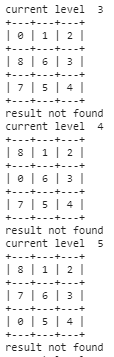 current level  3
+---+---+---+
| 0 | 1 | 2 |
+---+---+---+
| 8 | 6 | 3 |
+---+---+---+
| 7 | 5 | 4 |
+---+---+---+
result not found
current level  4
+---+---+---+
| 8 | 1 | 2 |
+---+---+---+
| 0 | 6 | 3 |
+---+---+---+
| 7 | 5 | 4 |
+---+---+---+
result not found
current level  5
+---+---+---+
| 8 | 1 | 2 |
+---+---+---+
| 7 | 6 | 3 |
+---+---+---+
| 0 | 5 | 4 |
+---+---+---+
result not found